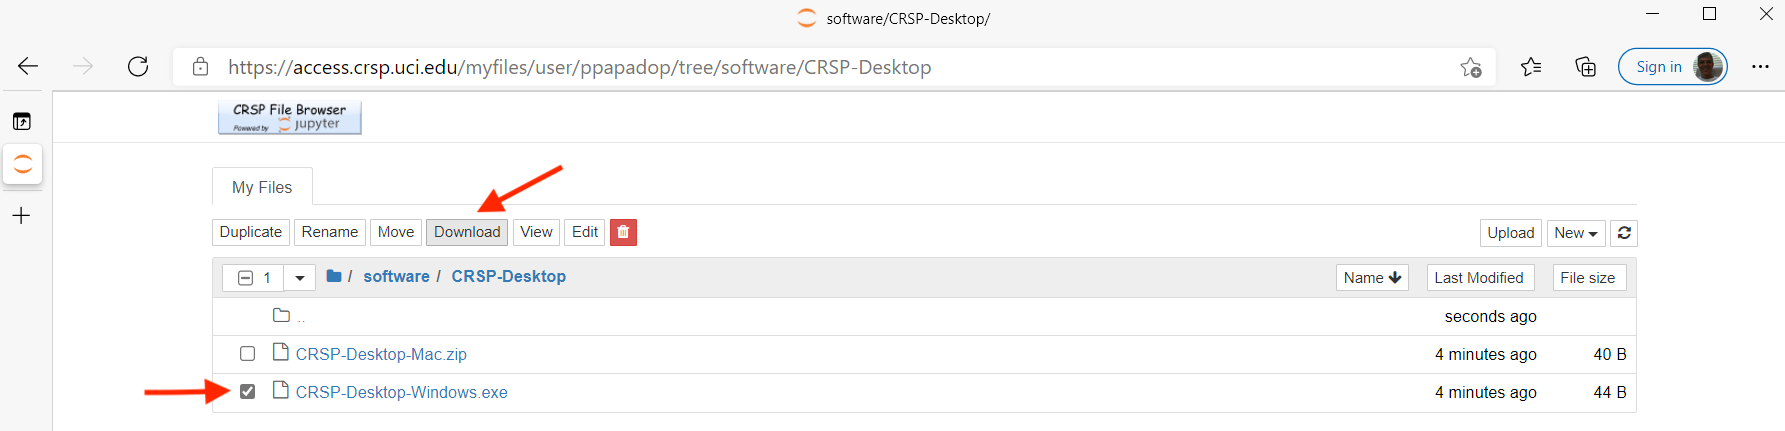 software/CRSP-Desktop/
https://access.crsp.uci.edu/myfiles/user/ppapadop/tree/software/CRSP-Desktop
Sign in
CRSP File Browser
Powered by jupyter
My Files
Duplicate Rename Move Download View Edit Upload New
1 / software / CRSP-Desktop Name Last Modified File size
.. seconds ago
CRSP-Desktop-Mac.zip 4 minutes ago 40 B
CRSP-Desktop-Windows.exe 4 minutes ago 44 B